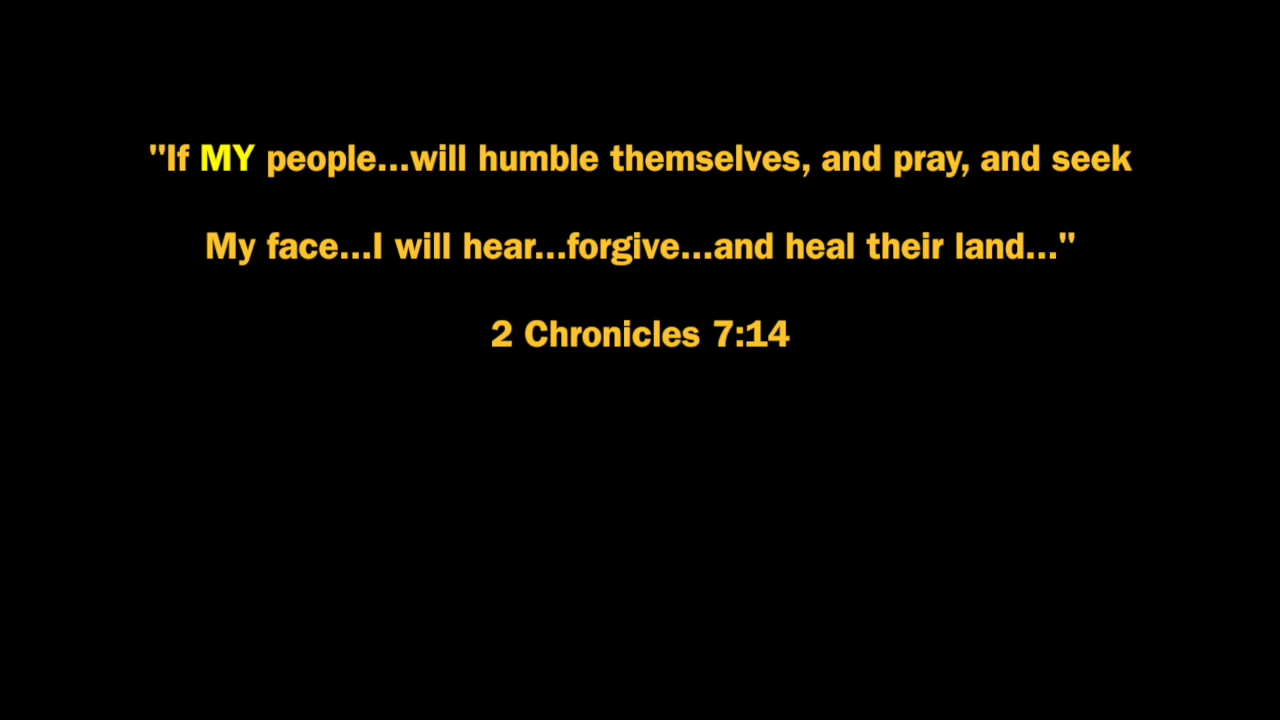 "If MY people...will humble themselves, and pray, and seek
My face...I will hear...forgive...and heal their land..."
2 Chronicles 7:14